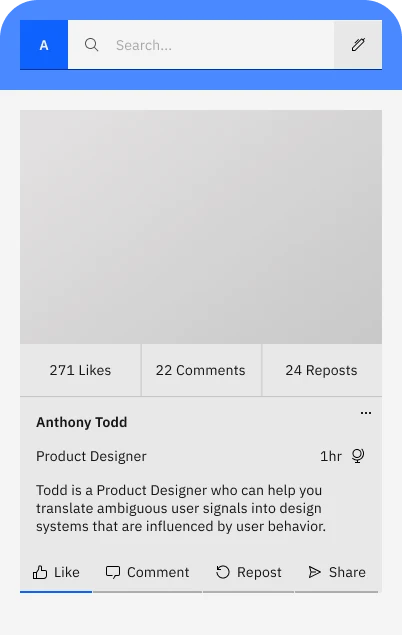 A
Search...
271 Likes
22 Comments
24 Reposts
Anthony Todd
Product Designer
1hr
Todd is a Product Designer who can help you
translate ambiguous user signals into design
systems that are influenced by user behavior.
Like
Comment
Repost
Share